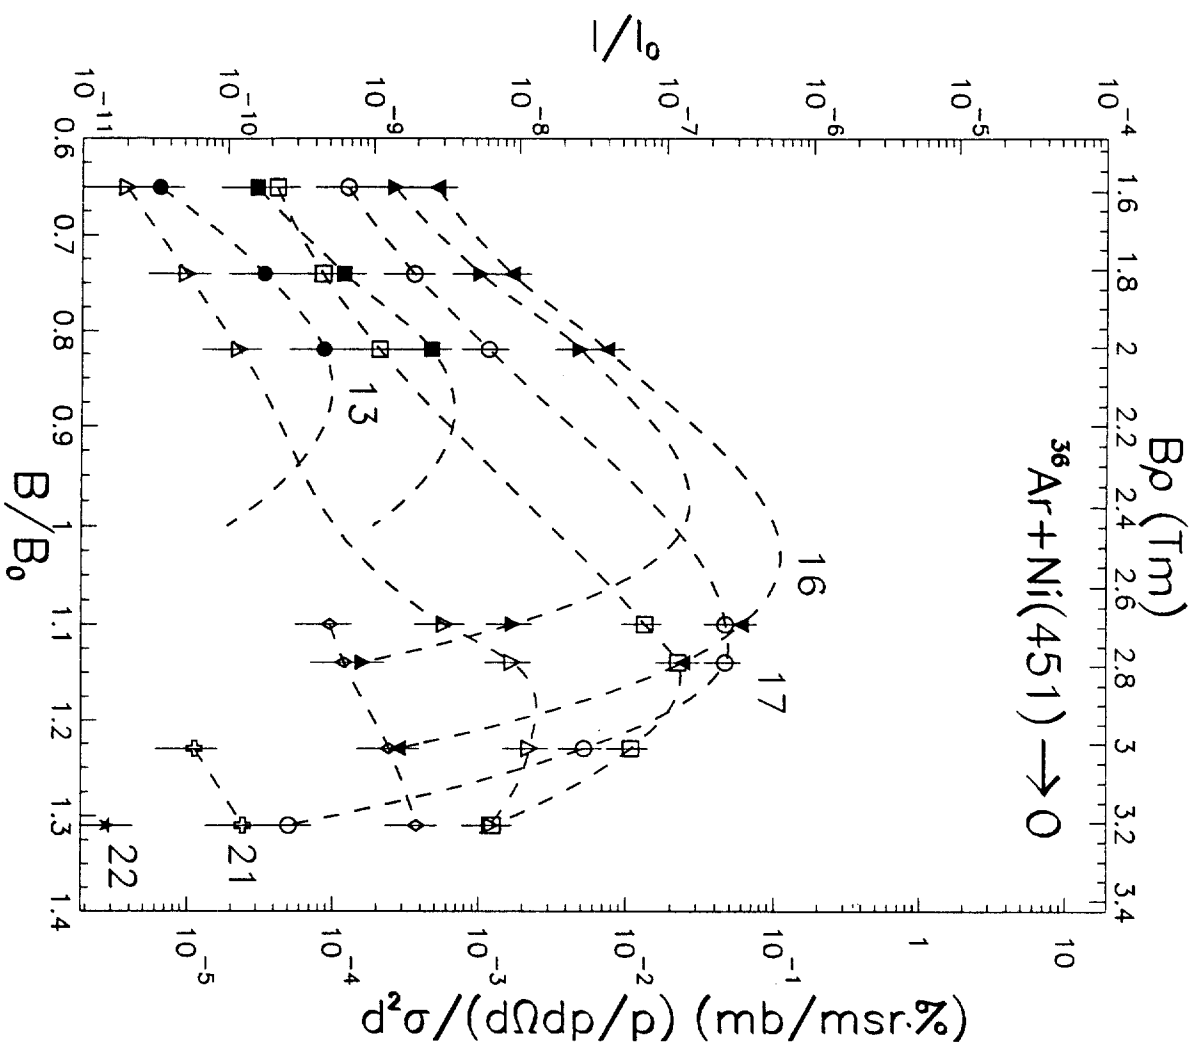 Bρ (Tm)
1.6 1.8 2 2.2 2.4 2.6 2.8 3 3.2 3.4
I/I₀
10⁻⁴
10⁻⁵
10⁻⁶
10⁻⁷
10⁻⁸
10⁻⁹
10⁻¹⁰
10⁻¹¹
³⁶Ar+Ni(451)→O
16
17
13
21
22
10
1
10⁻¹
10⁻²
10⁻³
10⁻⁴
10⁻⁵
d²σ/(dΩdp/p) (mb/msr·%)
0.6 0.7 0.8 0.9 1 1.1 1.2 1.3 1.4
B/B₀